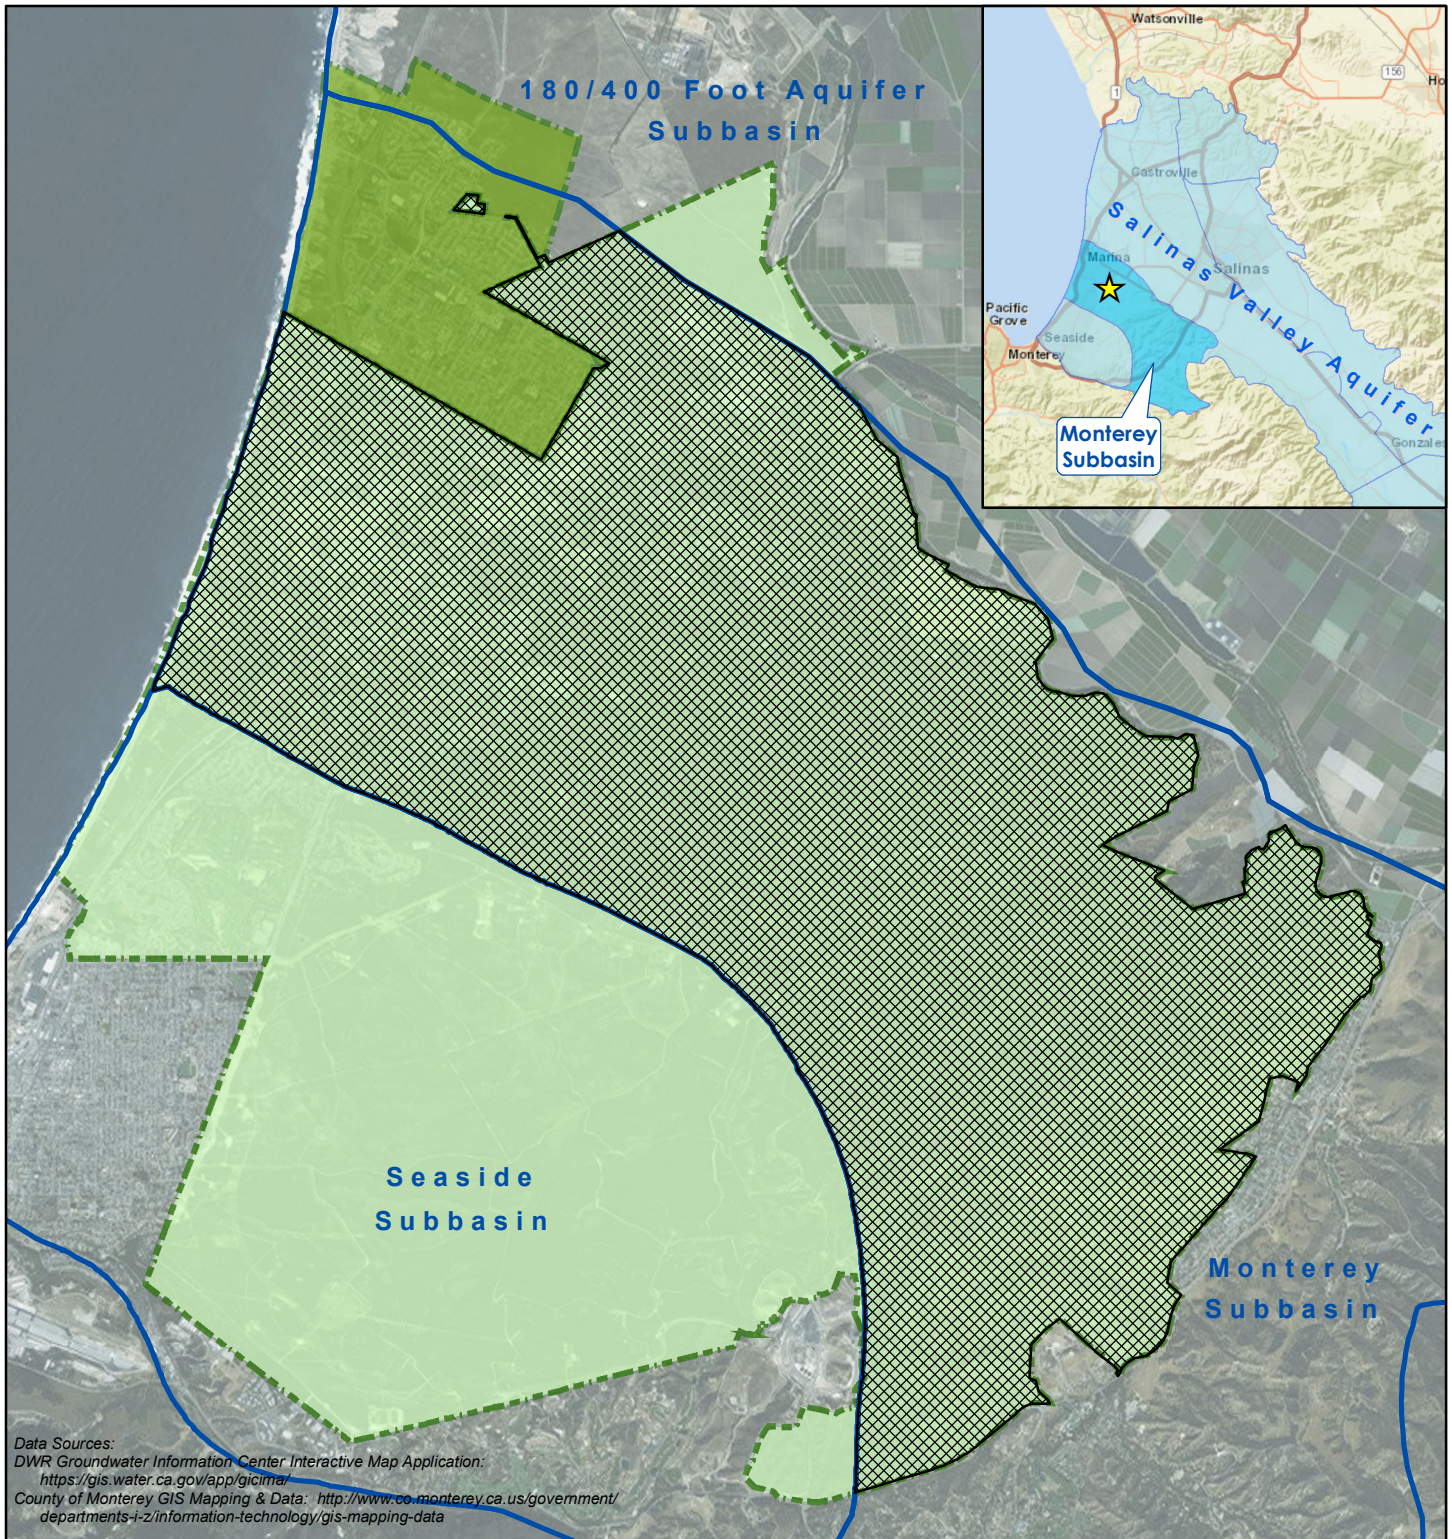 180/400 Foot Aquifer
Subbasin
Watsonville
156
Ho
1
Castroville
Salinas Valley Aquifer
Marina
Salinas
Pacific
Grove
Seaside
Monterey
Monterey
Subbasin
Gonzale
Seaside
Subbasin
Monterey
Subbasin
Data Sources:
DWR Groundwater Information Center Interactive Map Application:
https://gis.water.ca.gov/app/gicima/
County of Monterey GIS Mapping & Data: http://www.co.monterey.ca.us/government/
departments-i-z/information-technology/gis-mapping-data